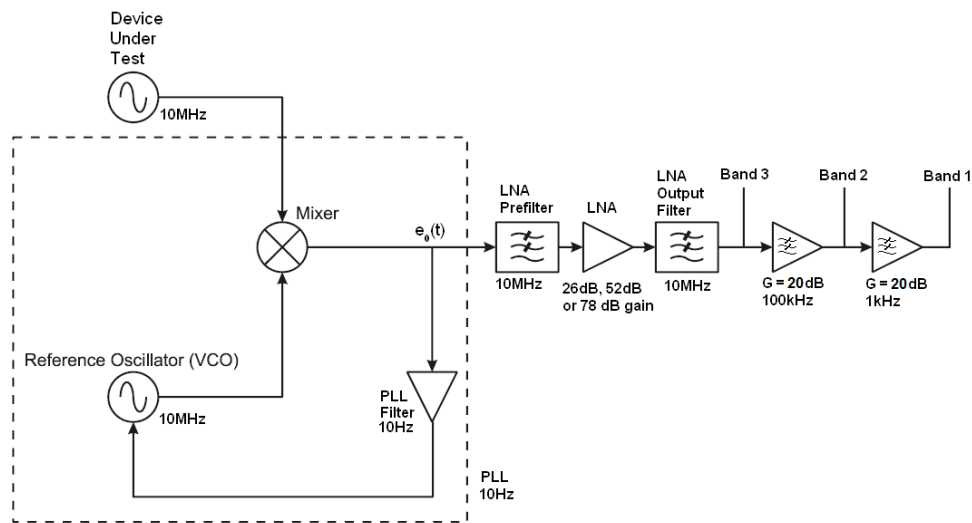 Device
Under
Test
10MHz
Mixer
e₀(t)
Reference Oscillator (VCO)
10MHz
PLL
Filter
10Hz
PLL
10Hz
LNA
Prefilter
10MHz
LNA
26dB, 52dB
or 78 dB gain
LNA
Output
Filter
10MHz
Band 3
G = 20dB
100kHz
Band 2
G = 20dB
1kHz
Band 1